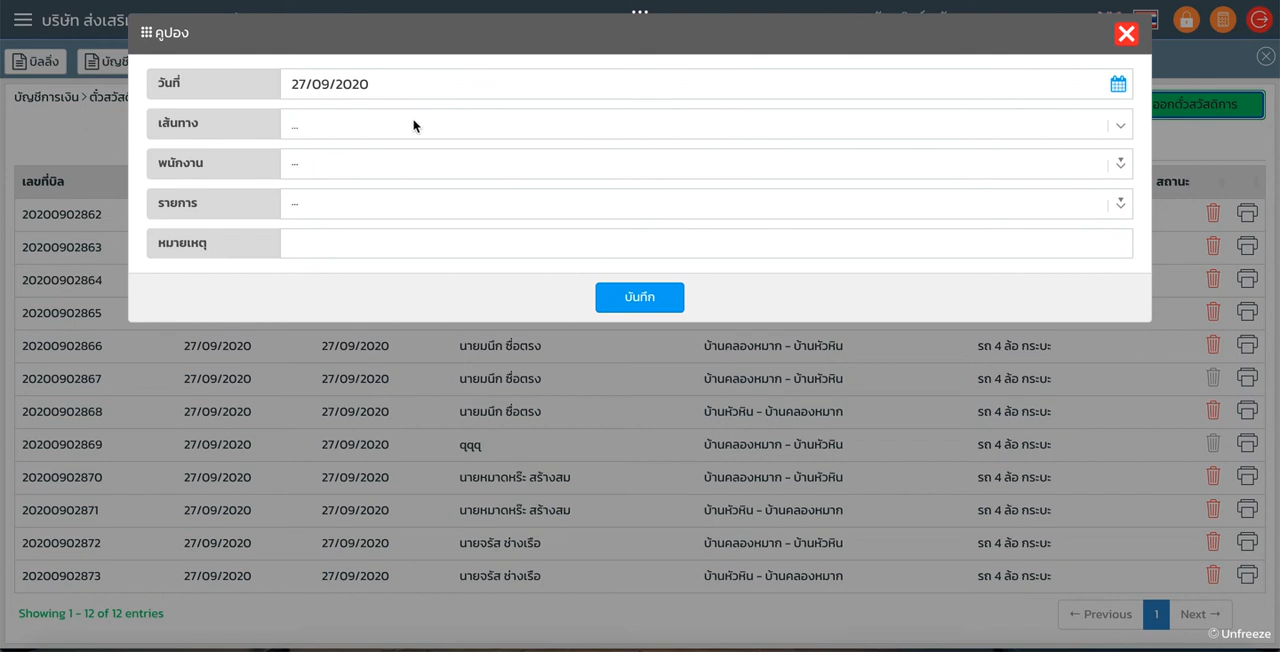 บริษัท ส่งเสริ
คูปอง
บิลลิ่ง
บัญชี
วันที่ 27/09/2020
เส้นทาง ...
พนักงาน ...
รายการ ...
หมายเหตุ
บันทึก
บัญชีการเงิน > ตั๋วสวัสดิ
ออกตั๋วสวัสดิการ
เลขที่บิล สถานะ
20200902862
20200902863
20200902864
20200902865
20200902866 27/09/2020 27/09/2020 นายมนึก ซื่อตรง บ้านคลองหมาก - บ้านหัวหิน รถ 4 ล้อ กระบะ
20200902867 27/09/2020 27/09/2020 นายมนึก ซื่อตรง บ้านคลองหมาก - บ้านหัวหิน รถ 4 ล้อ กระบะ
20200902868 27/09/2020 27/09/2020 นายมนึก ซื่อตรง บ้านหัวหิน - บ้านคลองหมาก รถ 4 ล้อ กระบะ
20200902869 27/09/2020 27/09/2020 qqq บ้านคลองหมาก - บ้านหัวหิน รถ 4 ล้อ กระบะ
20200902870 27/09/2020 27/09/2020 นายหมาดหร๊ะ สร้างสม บ้านคลองหมาก - บ้านหัวหิน รถ 4 ล้อ กระบะ
20200902871 27/09/2020 27/09/2020 นายหมาดหร๊ะ สร้างสม บ้านหัวหิน - บ้านคลองหมาก รถ 4 ล้อ กระบะ
20200902872 27/09/2020 27/09/2020 นายจรัส ช่างเรือ บ้านคลองหมาก - บ้านหัวหิน รถ 4 ล้อ กระบะ
20200902873 27/09/2020 27/09/2020 นายจรัส ช่างเรือ บ้านหัวหิน - บ้านคลองหมาก รถ 4 ล้อ กระบะ
Showing 1 - 12 of 12 entries
← Previous 1 Next →
Unfreeze